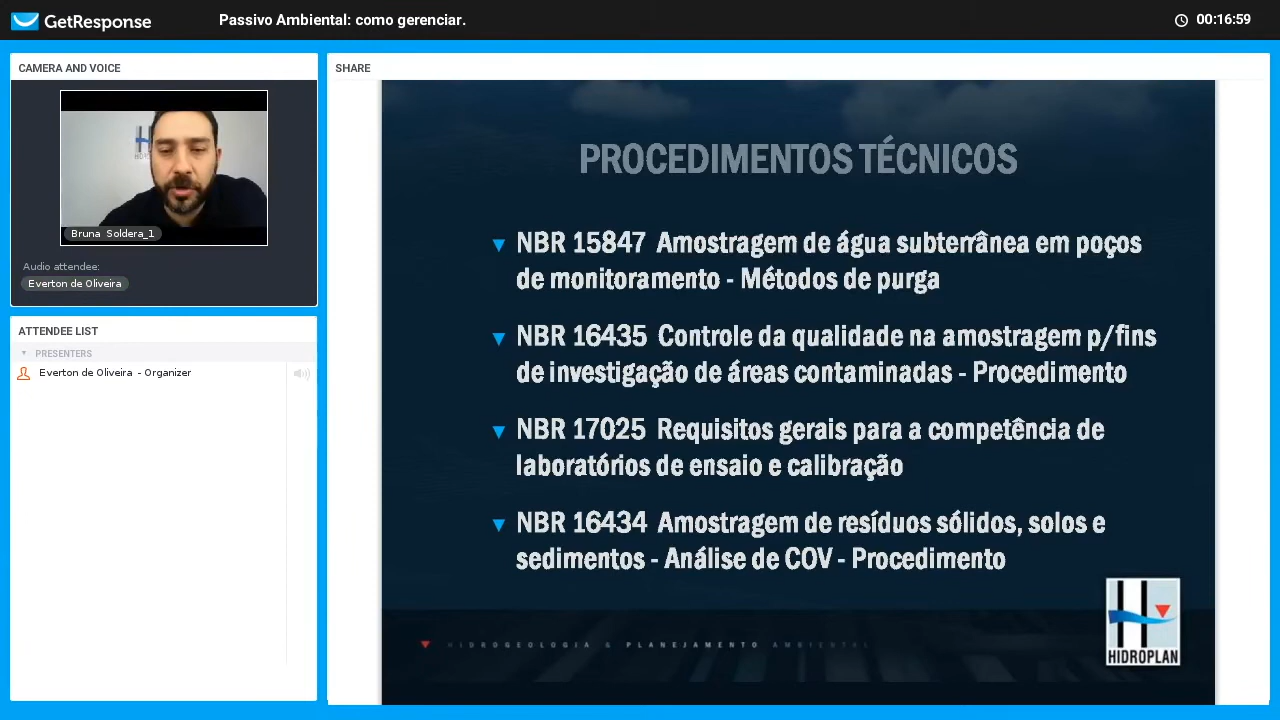 GetResponse
Passivo Ambiental: como gerenciar.
00:16:59
CAMERA AND VOICE
Bruna Soldera_1
Audio attendee:
Everton de Oliveira
ATTENDEE LIST
PRESENTERS
Everton de Oliveira - Organizer
SHARE
PROCEDIMENTOS TÉCNICOS
NBR 15847 Amostragem de água subterrânea em poços
de monitoramento - Métodos de purga
NBR 16435 Controle da qualidade na amostragem p/fins
de investigação de áreas contaminadas - Procedimento
NBR 17025 Requisitos gerais para a competência de
laboratórios de ensaio e calibração
NBR 16434 Amostragem de resíduos sólidos, solos e
sedimentos - Análise de COV - Procedimento
HIDROGEOLOGIA & PLANEJAMENTO AMBIENTAL
HIDROPLAN